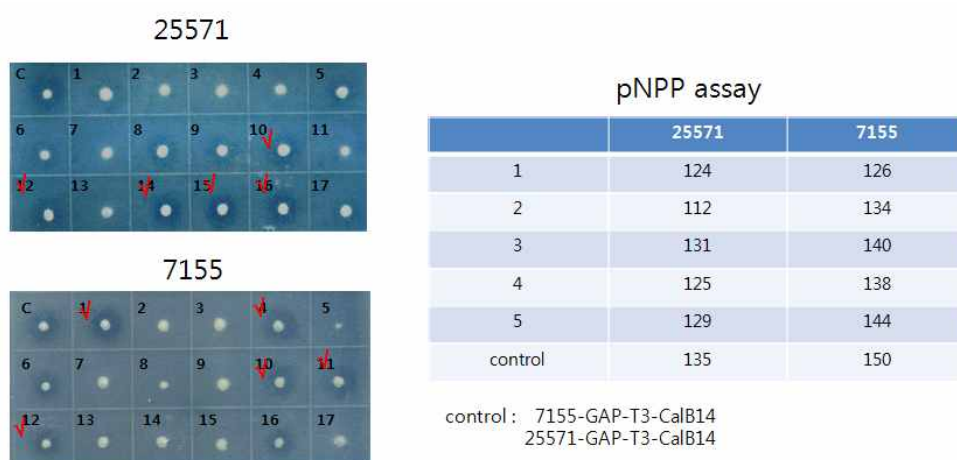 25571
C 1 2 3 4 5
6 7 8 9 10 11
12 13 14 15 16 17
7155
C 1 2 3 4 5
6 7 8 9 10 11
12 13 14 15 16 17
pNPP assay
25571 7155
1 124 126
2 112 134
3 131 140
4 125 138
5 129 144
control 135 150
control : 7155-GAP-T3-CalB14
25571-GAP-T3-CalB14